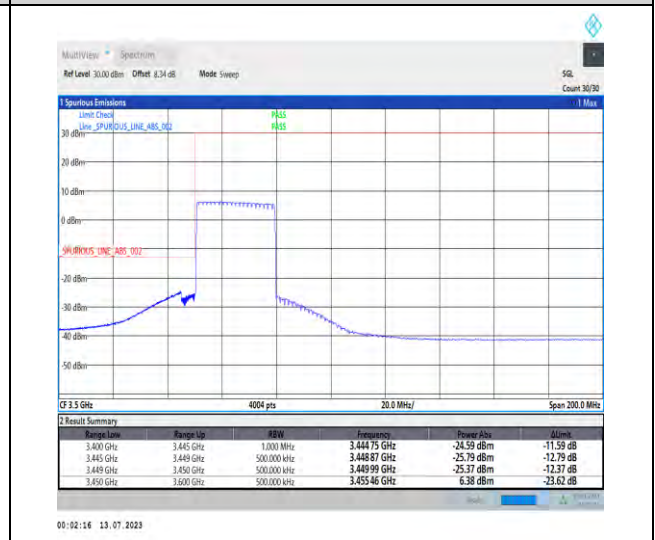 MultiView Spectrum
Ref Level 30.00 dBm Offset 8.34 dB Mode Sweep SGL
Count 30/30
1 Spurious Emissions 1 Max
Limit Check PASS
Line _SPURIOUS_LINE_ABS_002 PASS
30 dBm
20 dBm
10 dBm
0 dBm
_SPURIOUS_LINE_ABS_002
-20 dBm
-30 dBm
-40 dBm
-50 dBm
CF 3.5 GHz 4004 pts 20.0 MHz/ Span 200.0 MHz
2 Result Summary
Range Low Range Up RBW Frequency Power Abs ΔLimit
3.400 GHz 3.445 GHz 1.000 MHz 3.44475 GHz -24.59 dBm -11.59 dB
3.445 GHz 3.449 GHz 500.000 kHz 3.44887 GHz -25.79 dBm -12.79 dB
3.449 GHz 3.450 GHz 500.000 kHz 3.44999 GHz -25.37 dBm -12.37 dB
3.450 GHz 3.600 GHz 500.000 kHz 3.45546 GHz 6.38 dBm -23.62 dB
00:02:16 13.07.2023